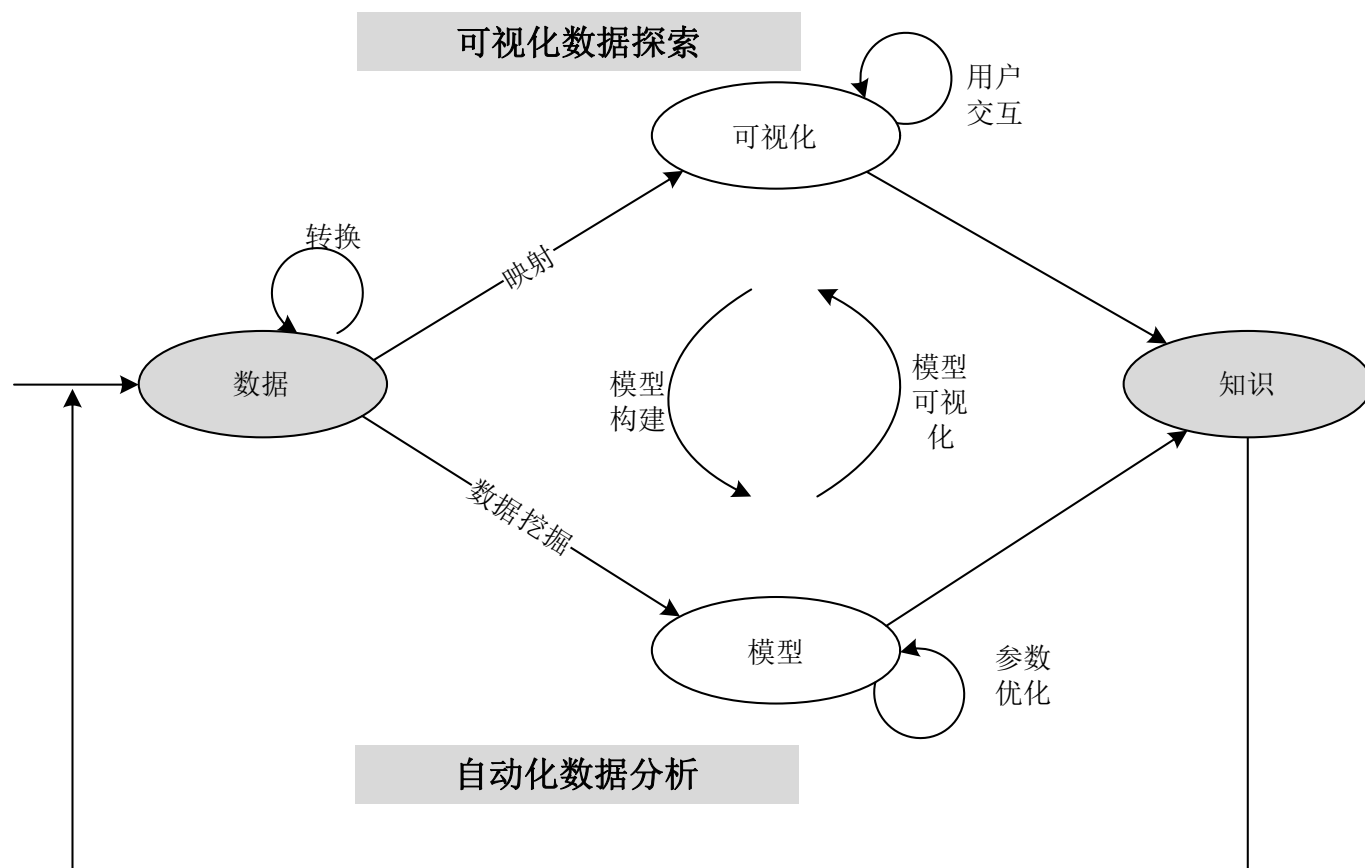 可视化数据探索
用户
交互
可视化
转换
映射
数据
模型
构建
模型
可视
化
知识
数据挖掘
模型
参数
优化
自动化数据分析